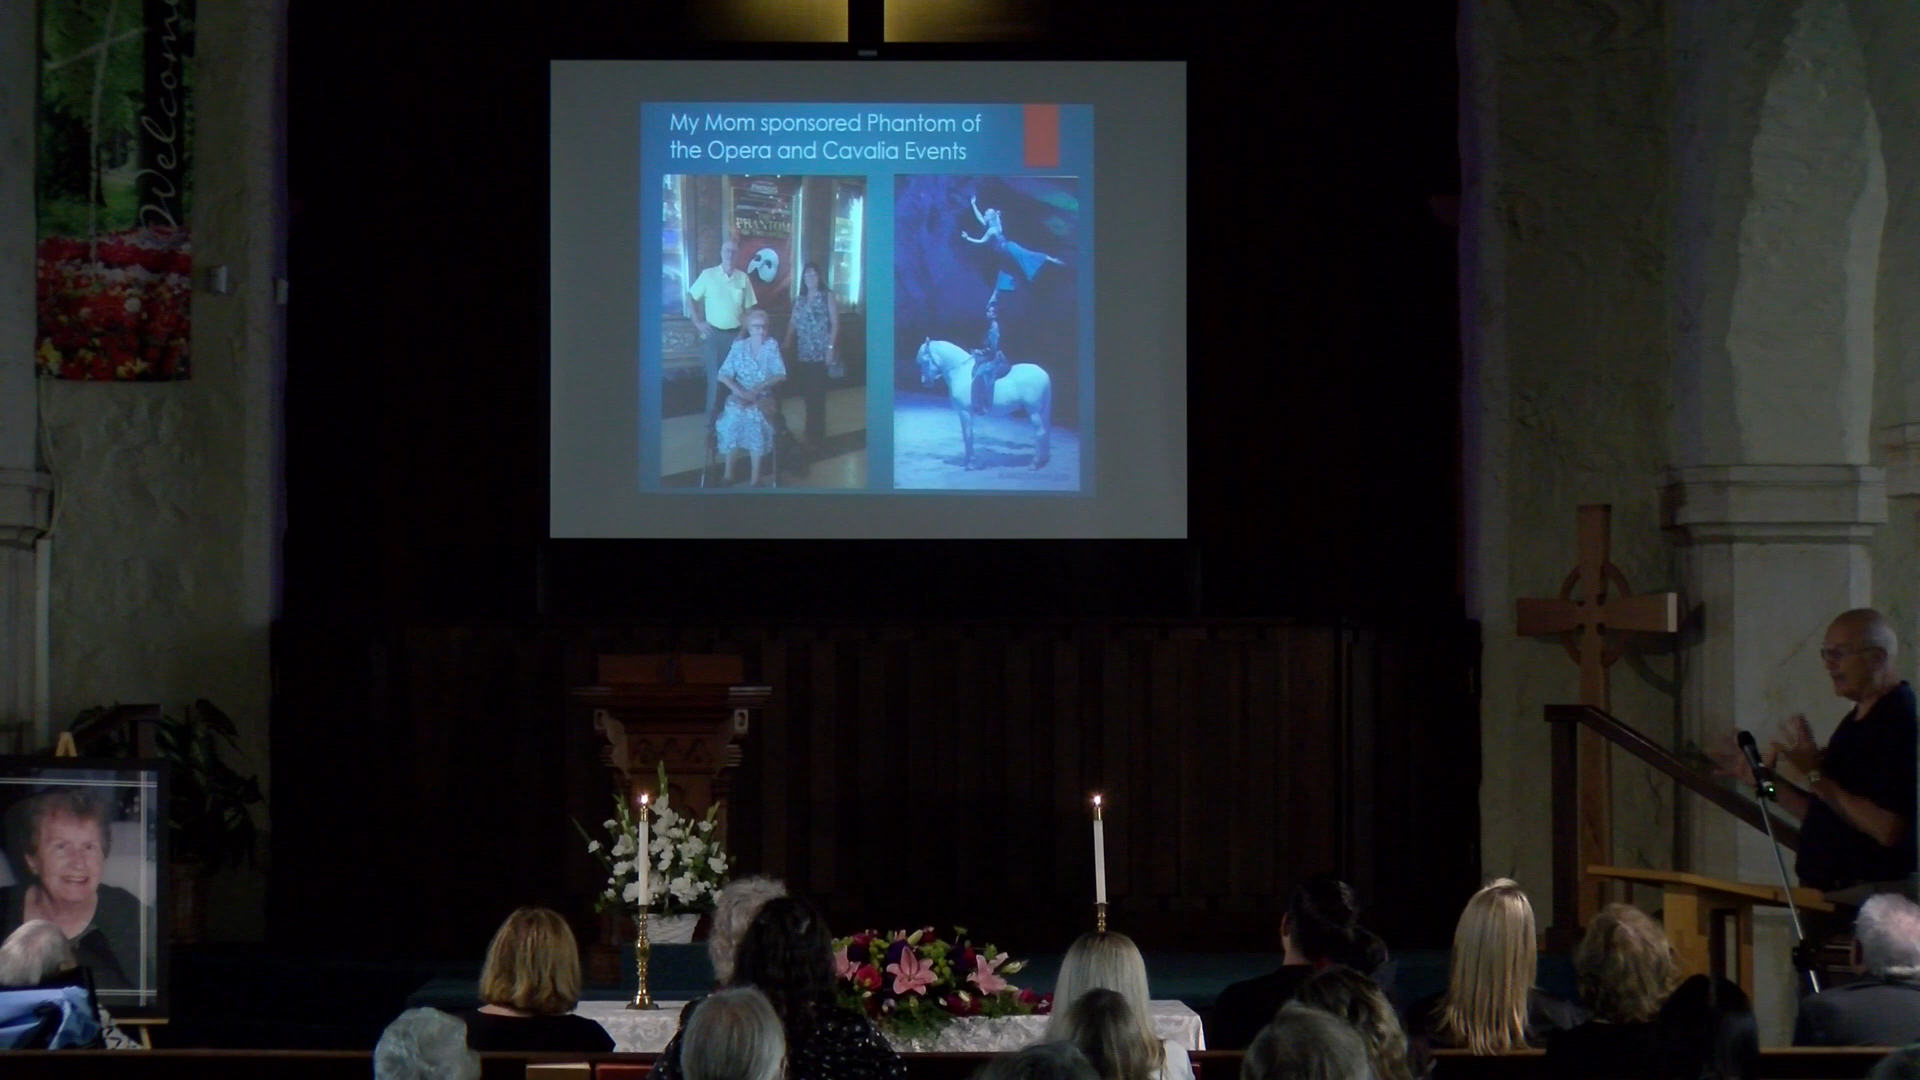 Welcome
My Mom sponsored Phantom of
the Opera and Cavalia Events
PHANTOM